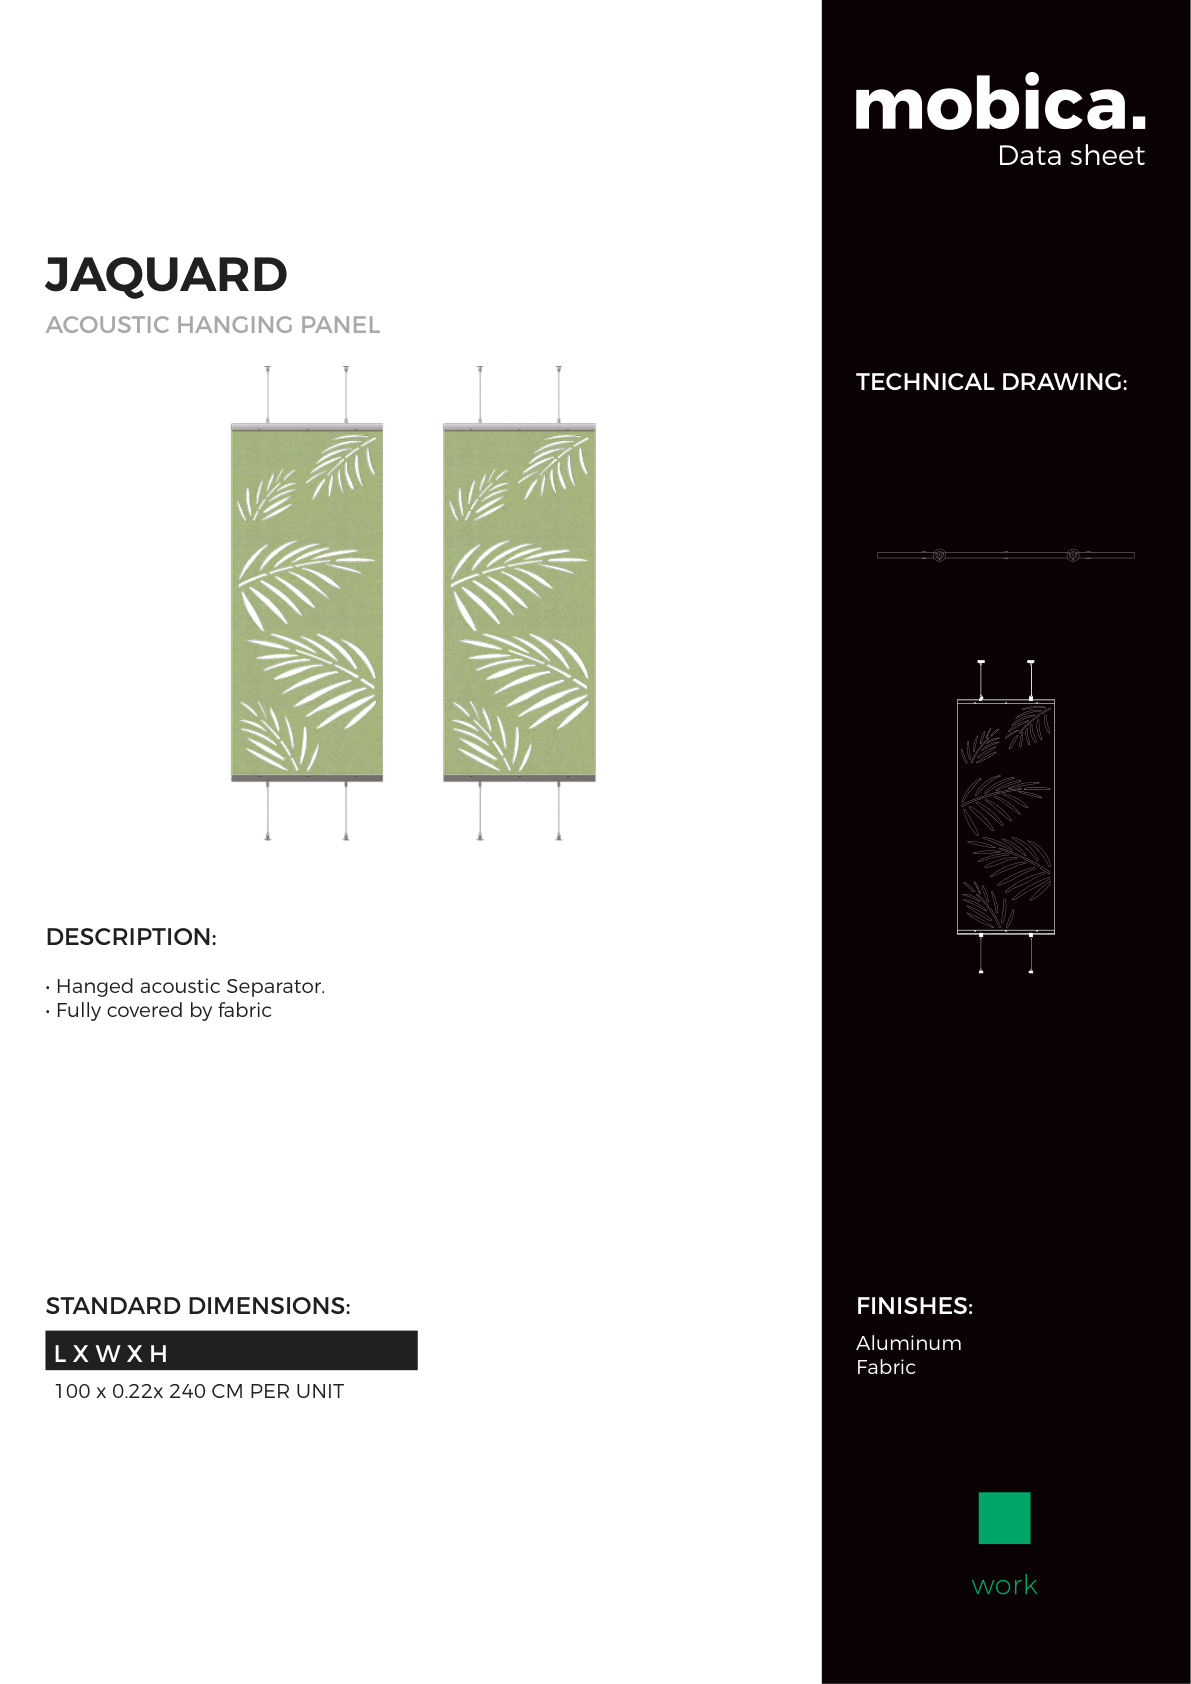 mobica.
Data sheet
JAQUARD
ACOUSTIC HANGING PANEL
TECHNICAL DRAWING:
DESCRIPTION:
• Hanged acoustic Separator.
• Fully covered by fabric
STANDARD DIMENSIONS:
L X W X H
100 x 0.22x 240 CM PER UNIT
FINISHES:
Aluminum
Fabric
work